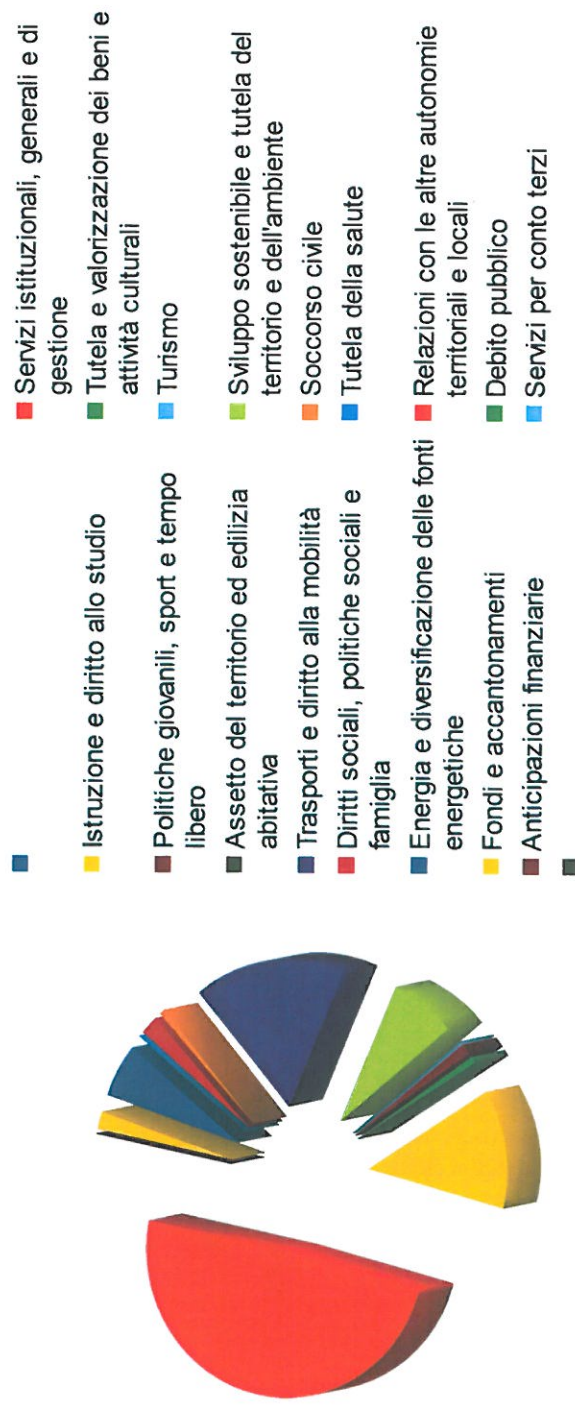 Servizi istituzionali, generali e di
gestione
Istruzione e diritto allo studio
Tutela e valorizzazione dei beni e
attività culturali
Politiche giovanili, sport e tempo
libero
Turismo
Assetto del territorio ed edilizia
abitativa
Sviluppo sostenibile e tutela del
territorio e dell'ambiente
Trasporti e diritto alla mobilità
Soccorso civile
Diritti sociali, politiche sociali e
famiglia
Tutela della salute
Energia e diversificazione delle fonti
energetiche
Relazioni con le altre autonomie
territoriali e locali
Fondi e accantonamenti
Debito pubblico
Anticipazioni finanziarie
Servizi per conto terzi